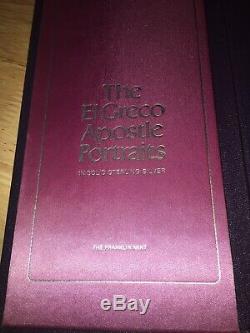 The
El Greco
Apostle
Portraits
IN SOLID STERLING SILVER
THE FRANKLIN MINT